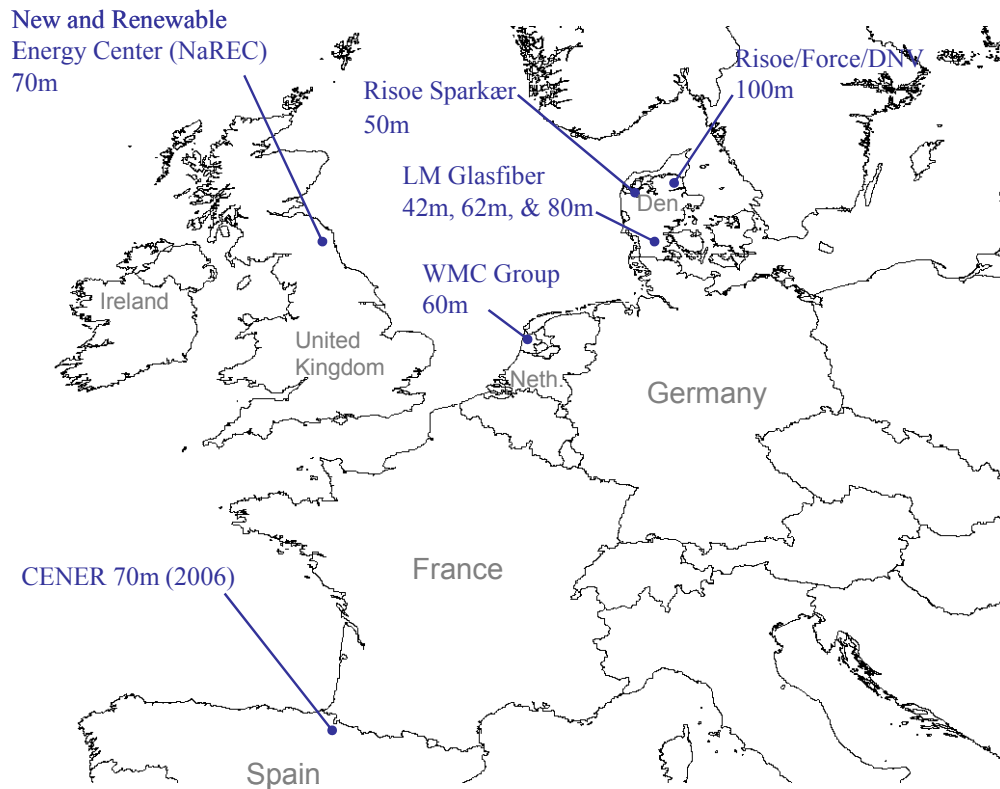 New and Renewable
Energy Center (NaREC)
70m
Risoe/Force/DNV
100m
Risoe Sparkær
50m
LM Glasfiber
42m, 62m, & 80m
Den.
WMC Group
60m
Ireland
United
Kingdom
Neth.
Germany
France
CENER 70m (2006)
Spain